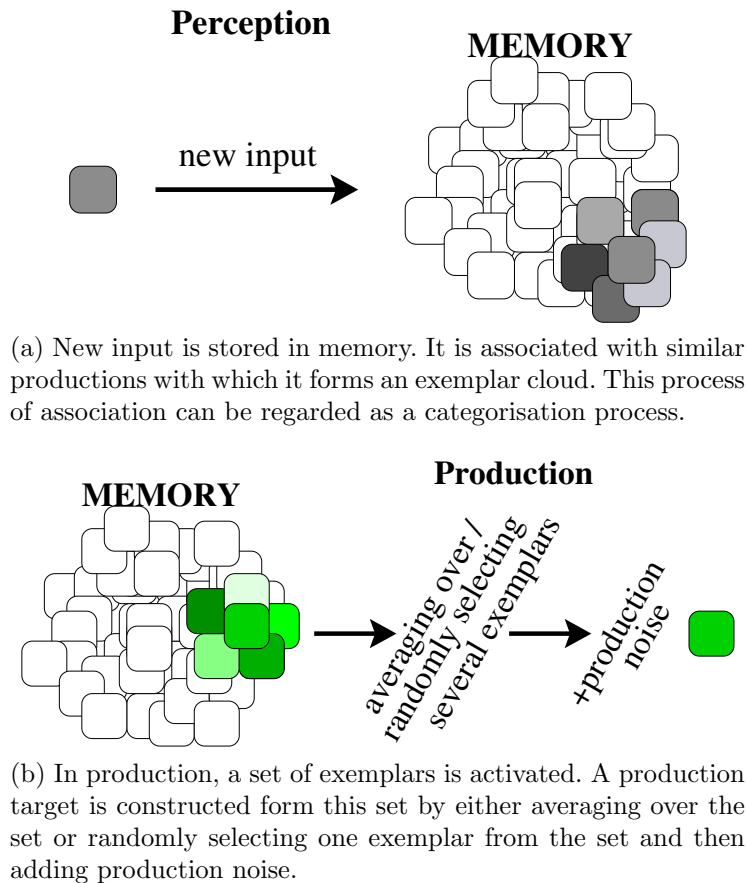 Perception
MEMORY
new input
(a) New input is stored in memory. It is associated with similar
productions with which it forms an exemplar cloud. This process
of association can be regarded as a categorisation process.
Production
MEMORY
averaging over /
randomly selecting
several exemplars
+production
noise
(b) In production, a set of exemplars is activated. A production
target is constructed form this set by either averaging over the
set or randomly selecting one exemplar from the set and then
adding production noise.